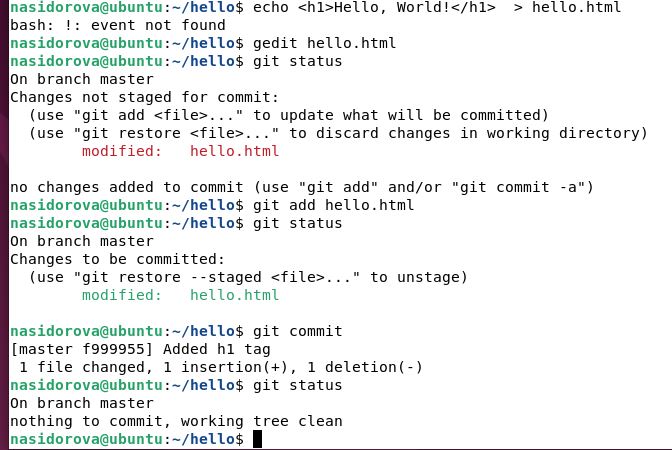 nasidorova@ubuntu:~/hello$ echo <h1>Hello, World!</h1>  > hello.html
bash: !: event not found
nasidorova@ubuntu:~/hello$ gedit hello.html
nasidorova@ubuntu:~/hello$ git status
On branch master
Changes not staged for commit:
  (use "git add <file>..." to update what will be committed)
  (use "git restore <file>..." to discard changes in working directory)
        modified:   hello.html

no changes added to commit (use "git add" and/or "git commit -a")
nasidorova@ubuntu:~/hello$ git add hello.html
nasidorova@ubuntu:~/hello$ git status
On branch master
Changes to be committed:
  (use "git restore --staged <file>..." to unstage)
        modified:   hello.html

nasidorova@ubuntu:~/hello$ git commit
[master f999955] Added h1 tag
 1 file changed, 1 insertion(+), 1 deletion(-)
nasidorova@ubuntu:~/hello$ git status
On branch master
nothing to commit, working tree clean
nasidorova@ubuntu:~/hello$